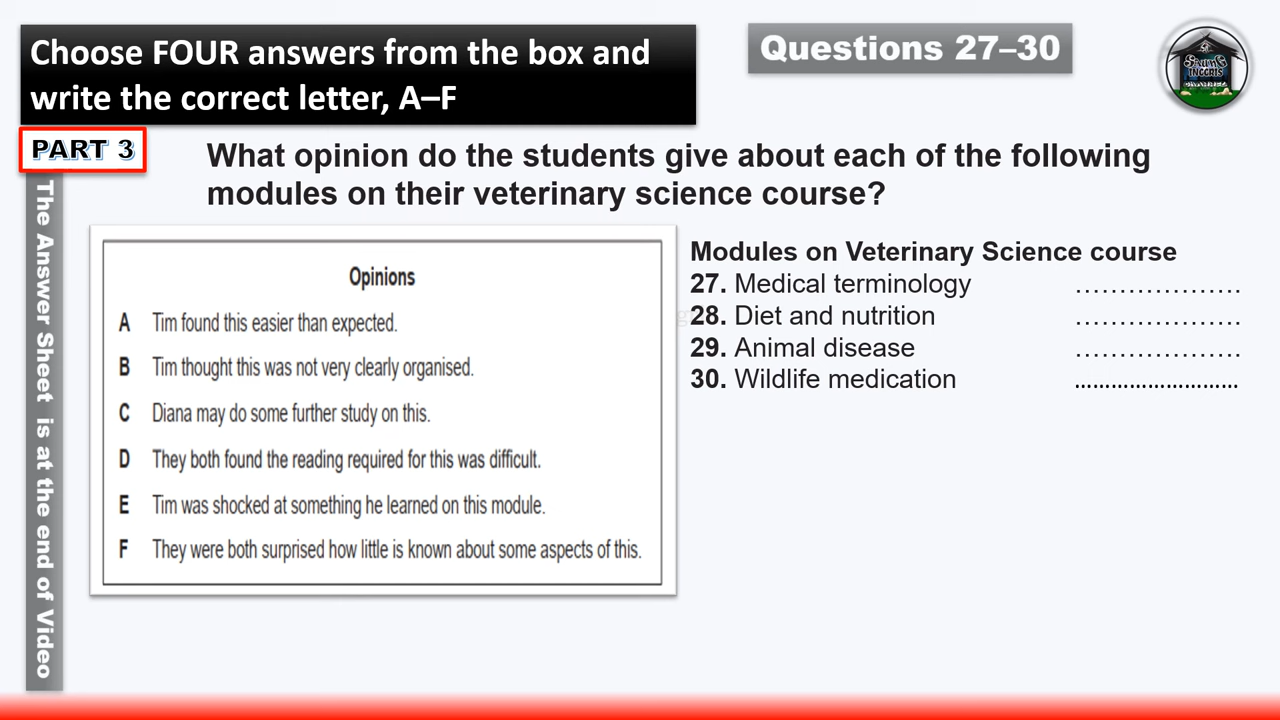 Choose FOUR answers from the box and
write the correct letter, A–F
Questions 27–30
PART 3
What opinion do the students give about each of the following
modules on their veterinary science course?
The Answer Sheet is at the end of Video
Opinions
A Tim found this easier than expected.
B Tim thought this was not very clearly organised.
C Diana may do some further study on this.
D They both found the reading required for this was difficult.
E Tim was shocked at something he learned on this module.
F They were both surprised how little is known about some aspects of this.
Modules on Veterinary Science course
27. Medical terminology ...................
28. Diet and nutrition ...................
29. Animal disease ...................
30. Wildlife medication ...........................